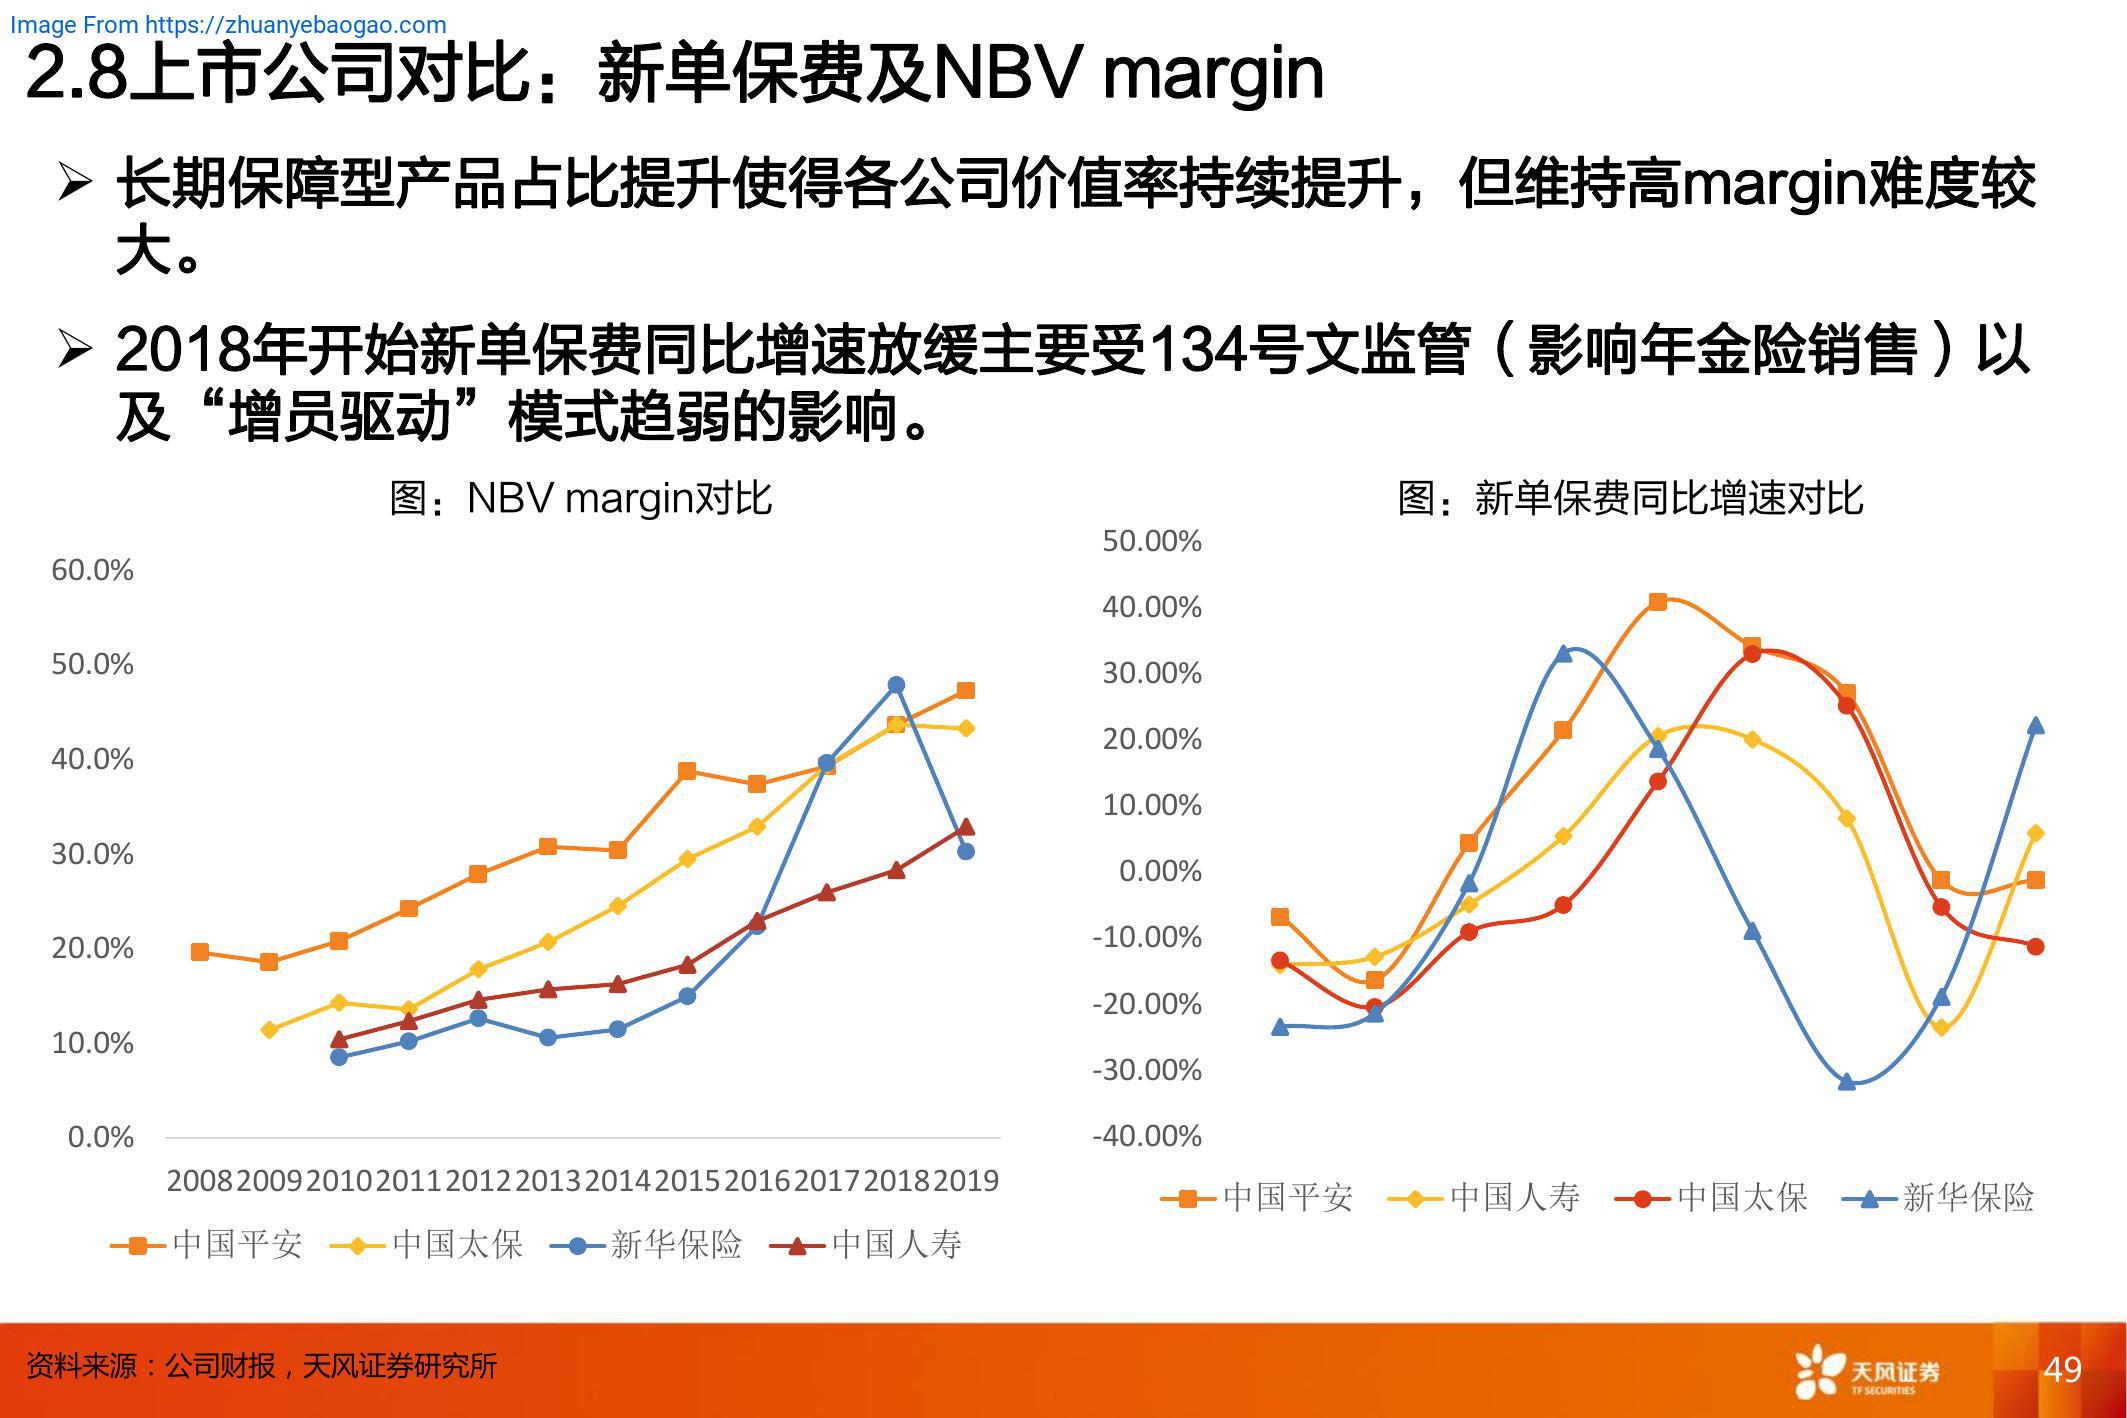 Image From https://zhuanyebaogao.com
2.8上市公司对比：新单保费及NBV margin
➢ 长期保障型产品占比提升使得各公司价值率持续提升，但维持高margin难度较
大。
➢ 2018年开始新单保费同比增速放缓主要受134号文监管（影响年金险销售）以
及“增员驱动”模式趋弱的影响。
图：NBV margin对比
60.0%
50.0%
40.0%
30.0%
20.0%
10.0%
0.0%
2008 2009 2010 2011 2012 2013 2014 2015 2016 2017 2018 2019
中国平安 中国太保 新华保险 中国人寿
图：新单保费同比增速对比
50.00%
40.00%
30.00%
20.00%
10.00%
0.00%
-10.00%
-20.00%
-30.00%
-40.00%
中国平安 中国人寿 中国太保 新华保险
资料来源：公司财报，天风证券研究所
天风证券
TF SECURITIES
49